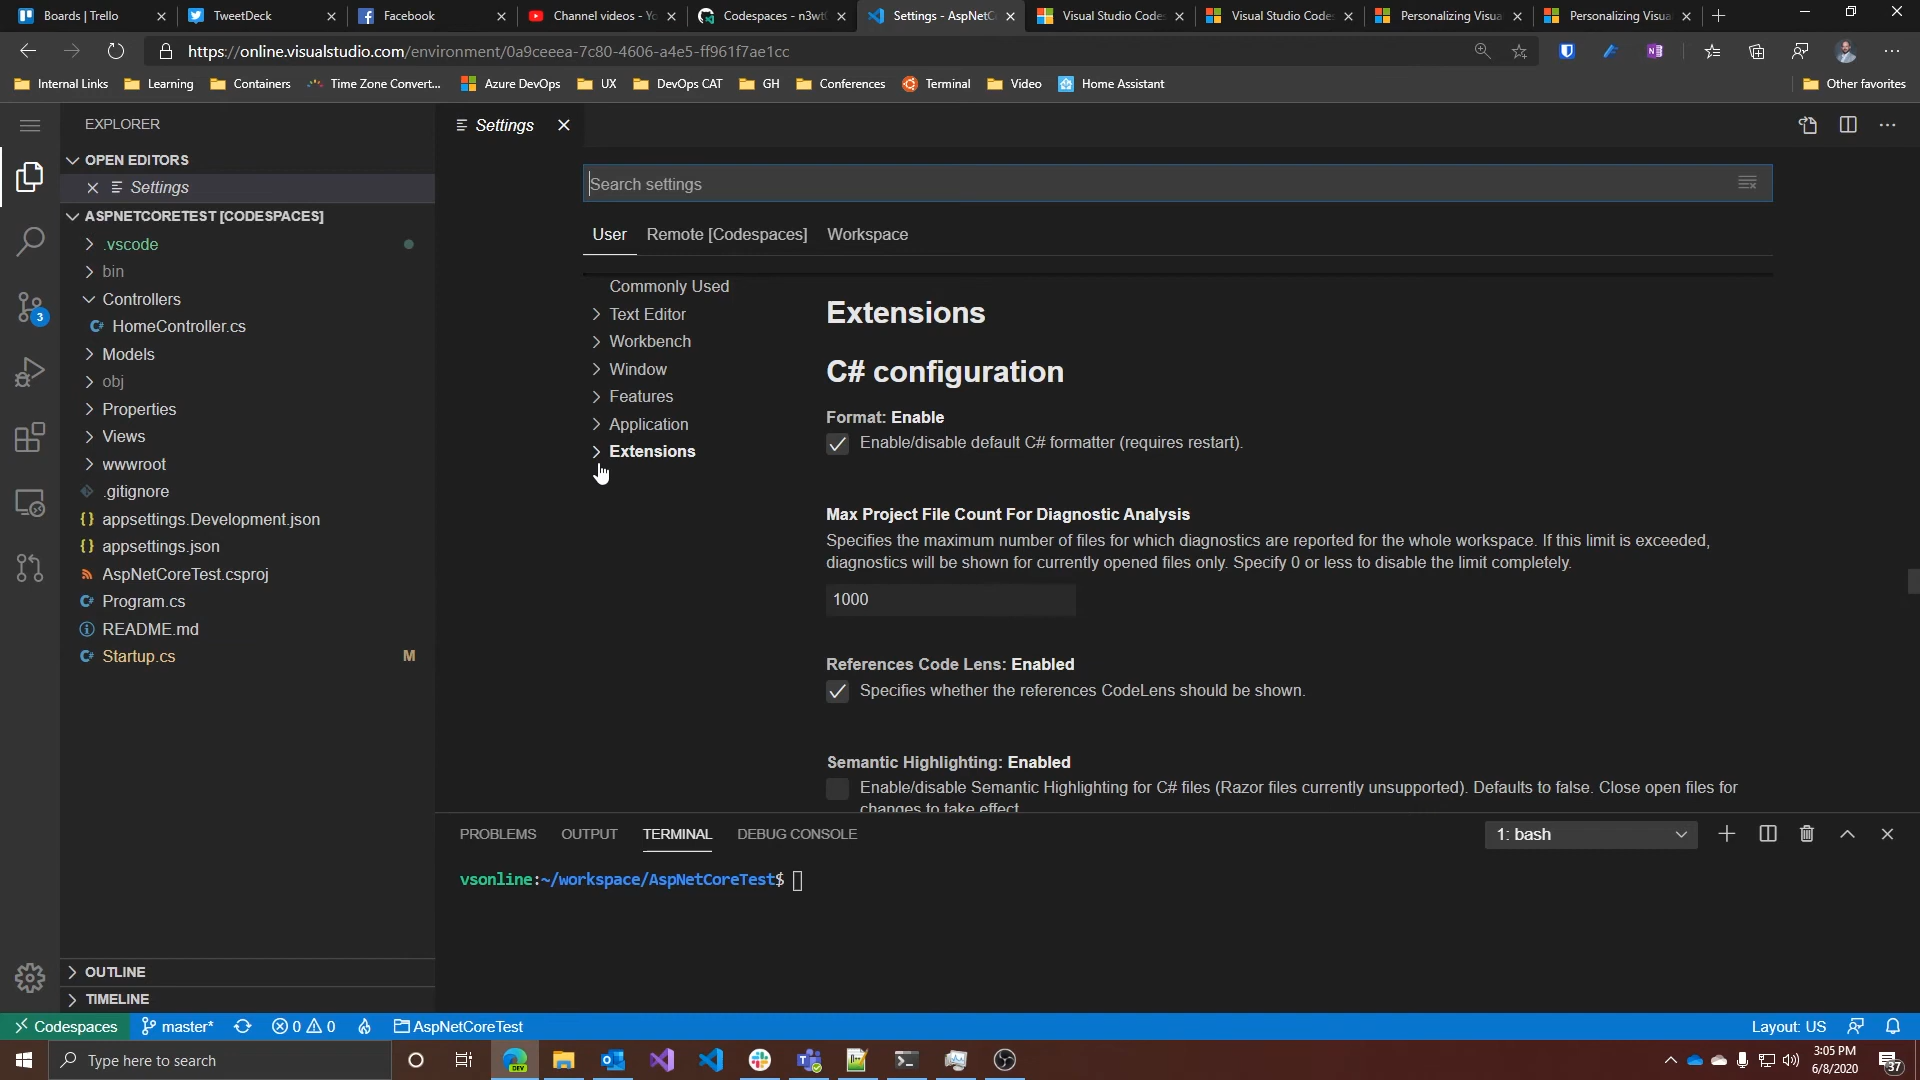 Boards | Trello
TweetDeck
Facebook
Channel videos - Yo
Codespaces - n3wt
Settings - AspNetC
Visual Studio Code
Visual Studio Code
Personalizing Visua
Personalizing Visua
https://online.visualstudio.com/environment/0a9ceeea-7c80-4606-a4e5-ff961f7ae1cc
Internal Links
Learning
Containers
Time Zone Convert...
Azure DevOps
UX
DevOps CAT
GH
Conferences
Terminal
Video
Home Assistant
Other favorites
EXPLORER
OPEN EDITORS
Settings
ASPNETCORETEST [CODESPACES]
.vscode
bin
Controllers
HomeController.cs
Models
obj
Properties
Views
wwwroot
.gitignore
appsettings.Development.json
appsettings.json
AspNetCoreTest.csproj
Program.cs
README.md
Startup.cs M
OUTLINE
TIMELINE
3
Settings
Search settings
User Remote [Codespaces] Workspace
Commonly Used
Text Editor
Workbench
Window
Features
Application
Extensions
Extensions
C# configuration
Format: Enable
Enable/disable default C# formatter (requires restart).
Max Project File Count For Diagnostic Analysis
Specifies the maximum number of files for which diagnostics are reported for the whole workspace. If this limit is exceeded,
diagnostics will be shown for currently opened files only. Specify 0 or less to disable the limit completely.
1000
References Code Lens: Enabled
Specifies whether the references CodeLens should be shown.
Semantic Highlighting: Enabled
Enable/disable Semantic Highlighting for C# files (Razor files currently unsupported). Defaults to false. Close open files for
changes to take effect.
PROBLEMS OUTPUT TERMINAL DEBUG CONSOLE
1: bash
vsonline:~/workspace/AspNetCoreTest$
Codespaces
master*
0 0
AspNetCoreTest
Layout: US
Type here to search
3:05 PM
6/8/2020
37